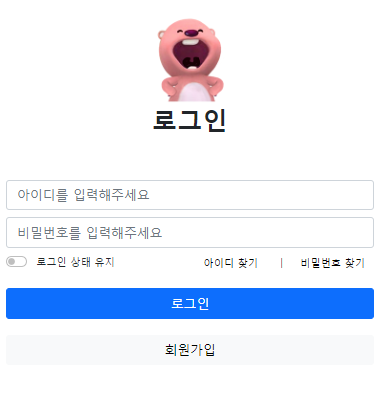 로그인
아이디를 입력해주세요
비밀번호를 입력해주세요
로그인 상태 유지 아이디 찾기 | 비밀번호 찾기
로그인
회원가입